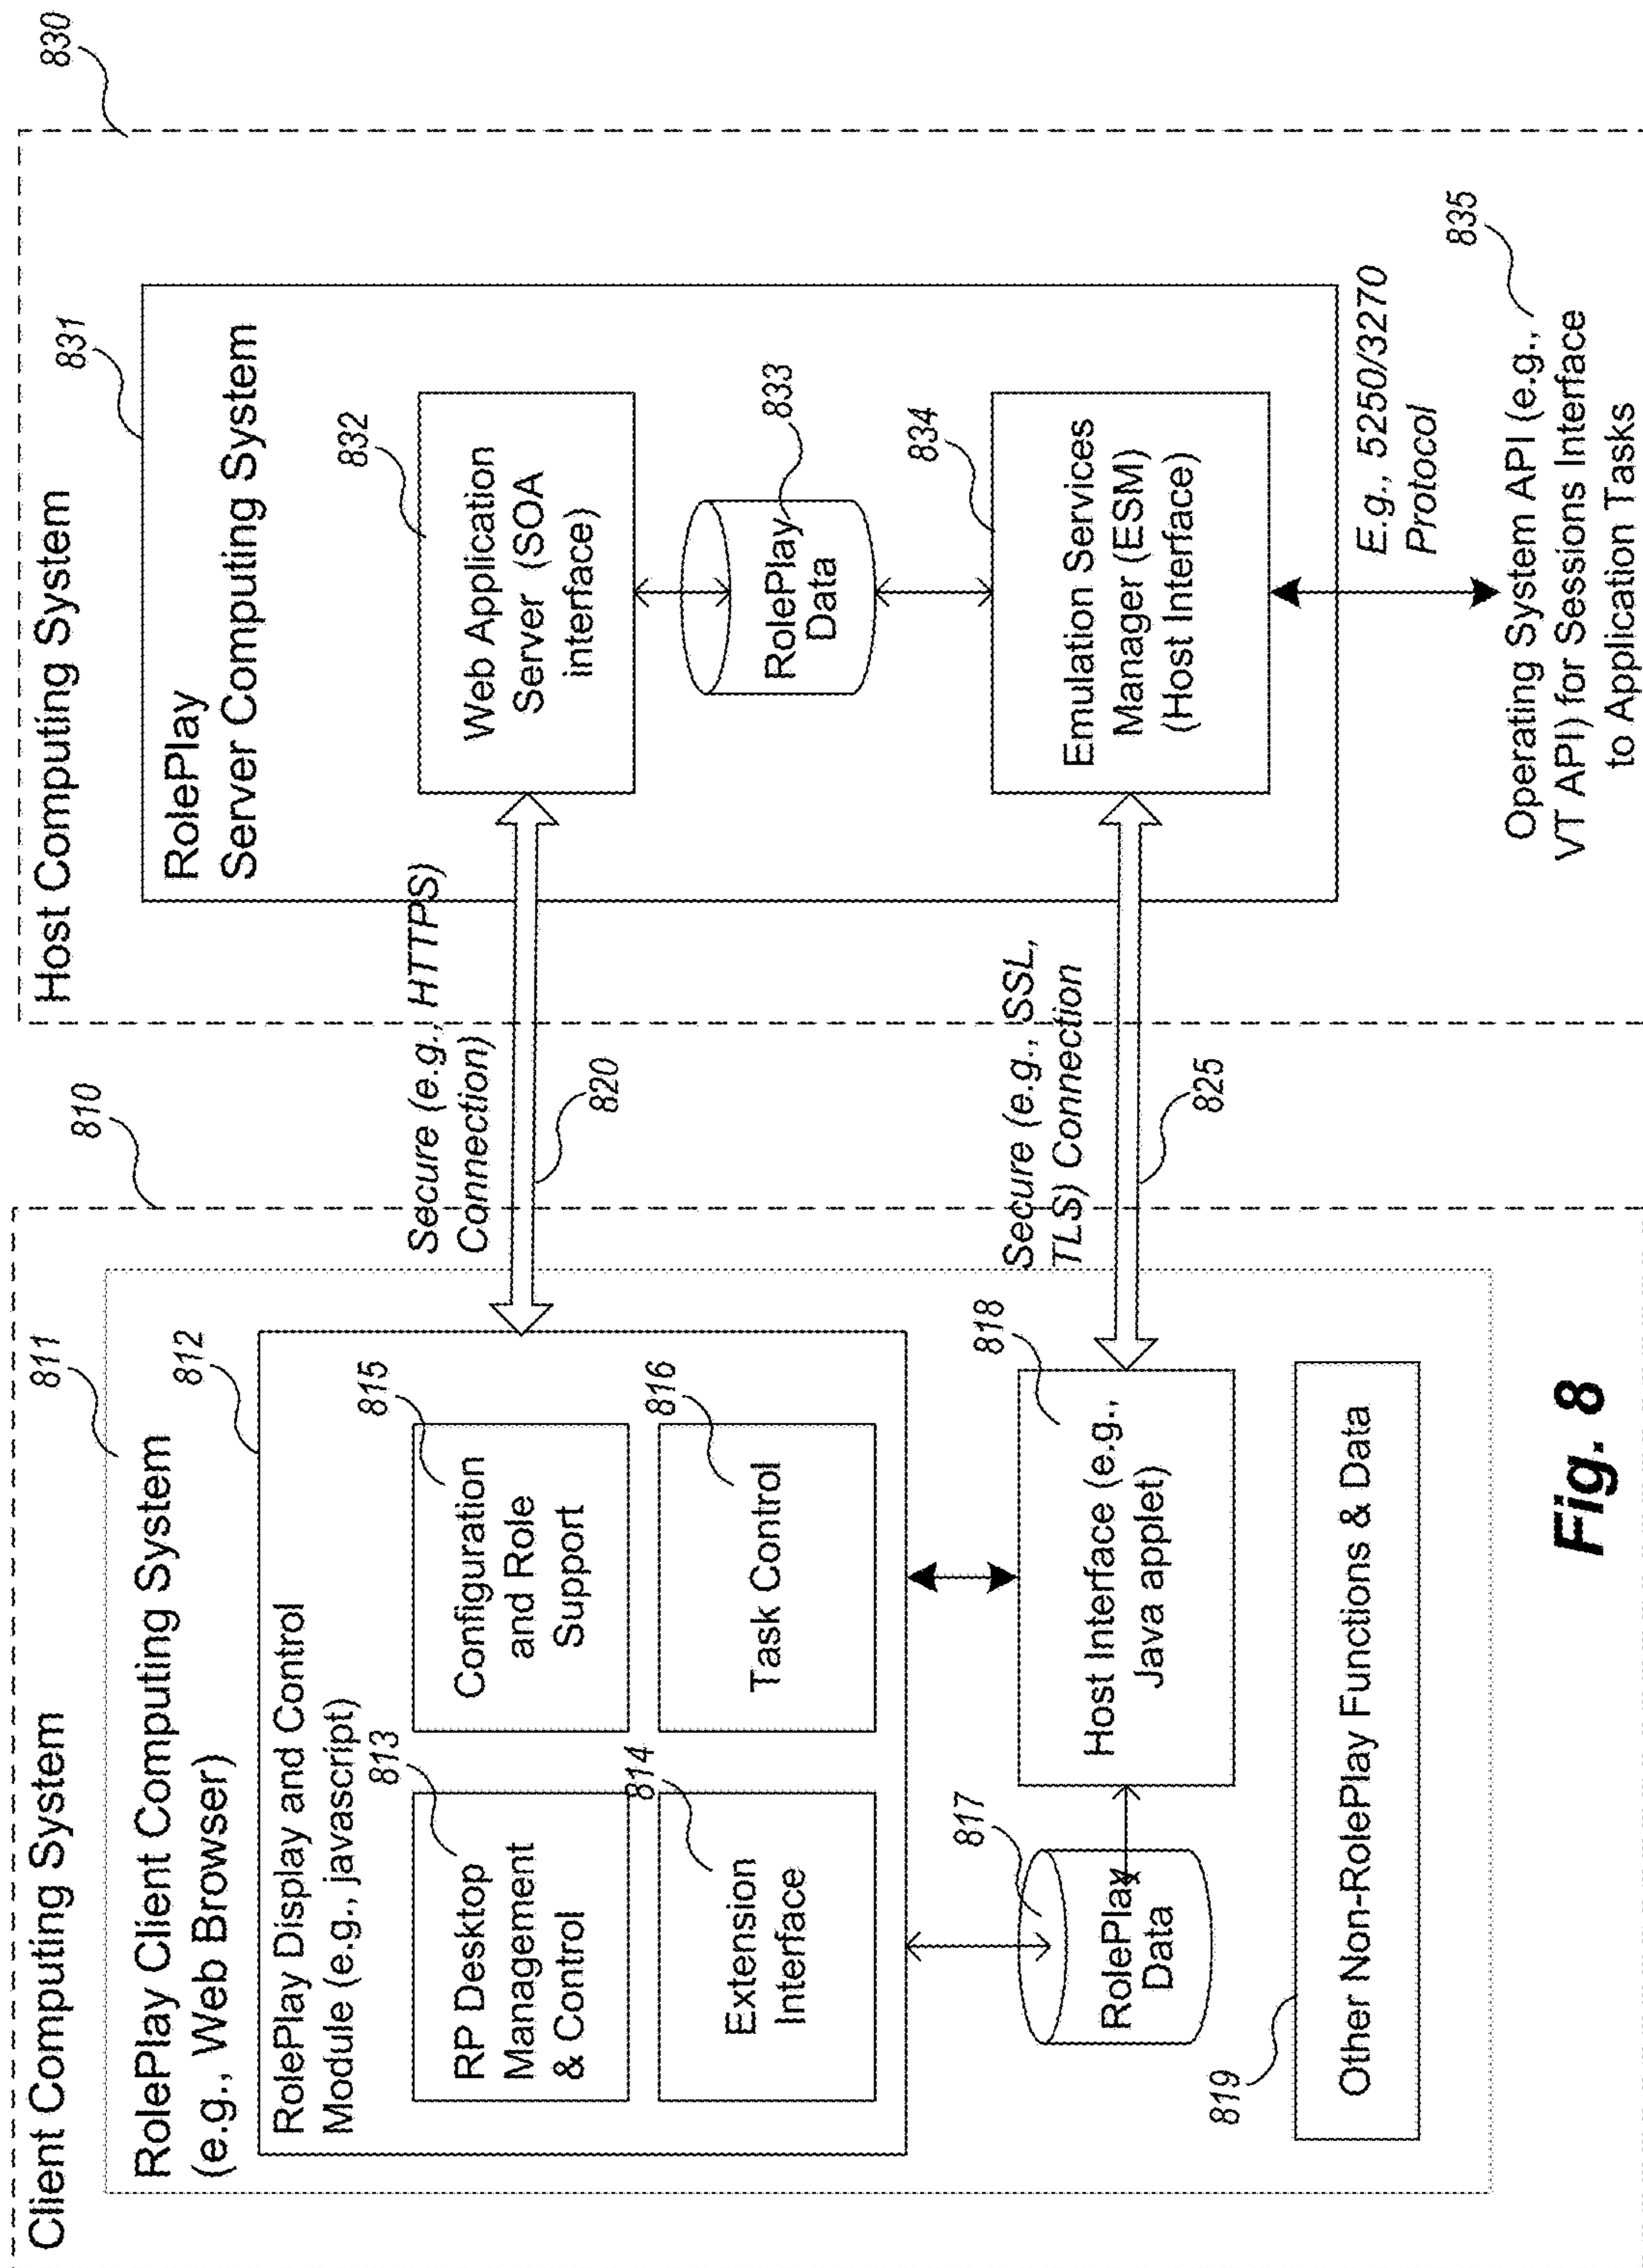 Client Computing System
810
811
RolePlay Client Computing System
(e.g., Web Browser)
812
RolePlay Display and Control
Module (e.g., javascript)
813
RP Desktop
Management
& Control
815
Configuration
and Role
Support
814
Extension
Interface
816
Task Control
817
RolePlay
Data
818
Host Interface (e.g.,
Java applet)
819
Other Non-RolePlay Functions & Data
Secure (e.g., HTTPS)
Connection)
820
Secure (e.g., SSL,
TLS) Connection
825
Host Computing System
830
831
RolePlay
Server Computing System
832
Web Application
Server (SOA
interface)
833
RolePlay
Data
834
Emulation Services
Manager (ESM)
(Host Interface)
E.g., 5250/3270
Protocol
835
Operating System API (e.g.,
VT API) for Sessions Interface
to Application Tasks
Fig. 8